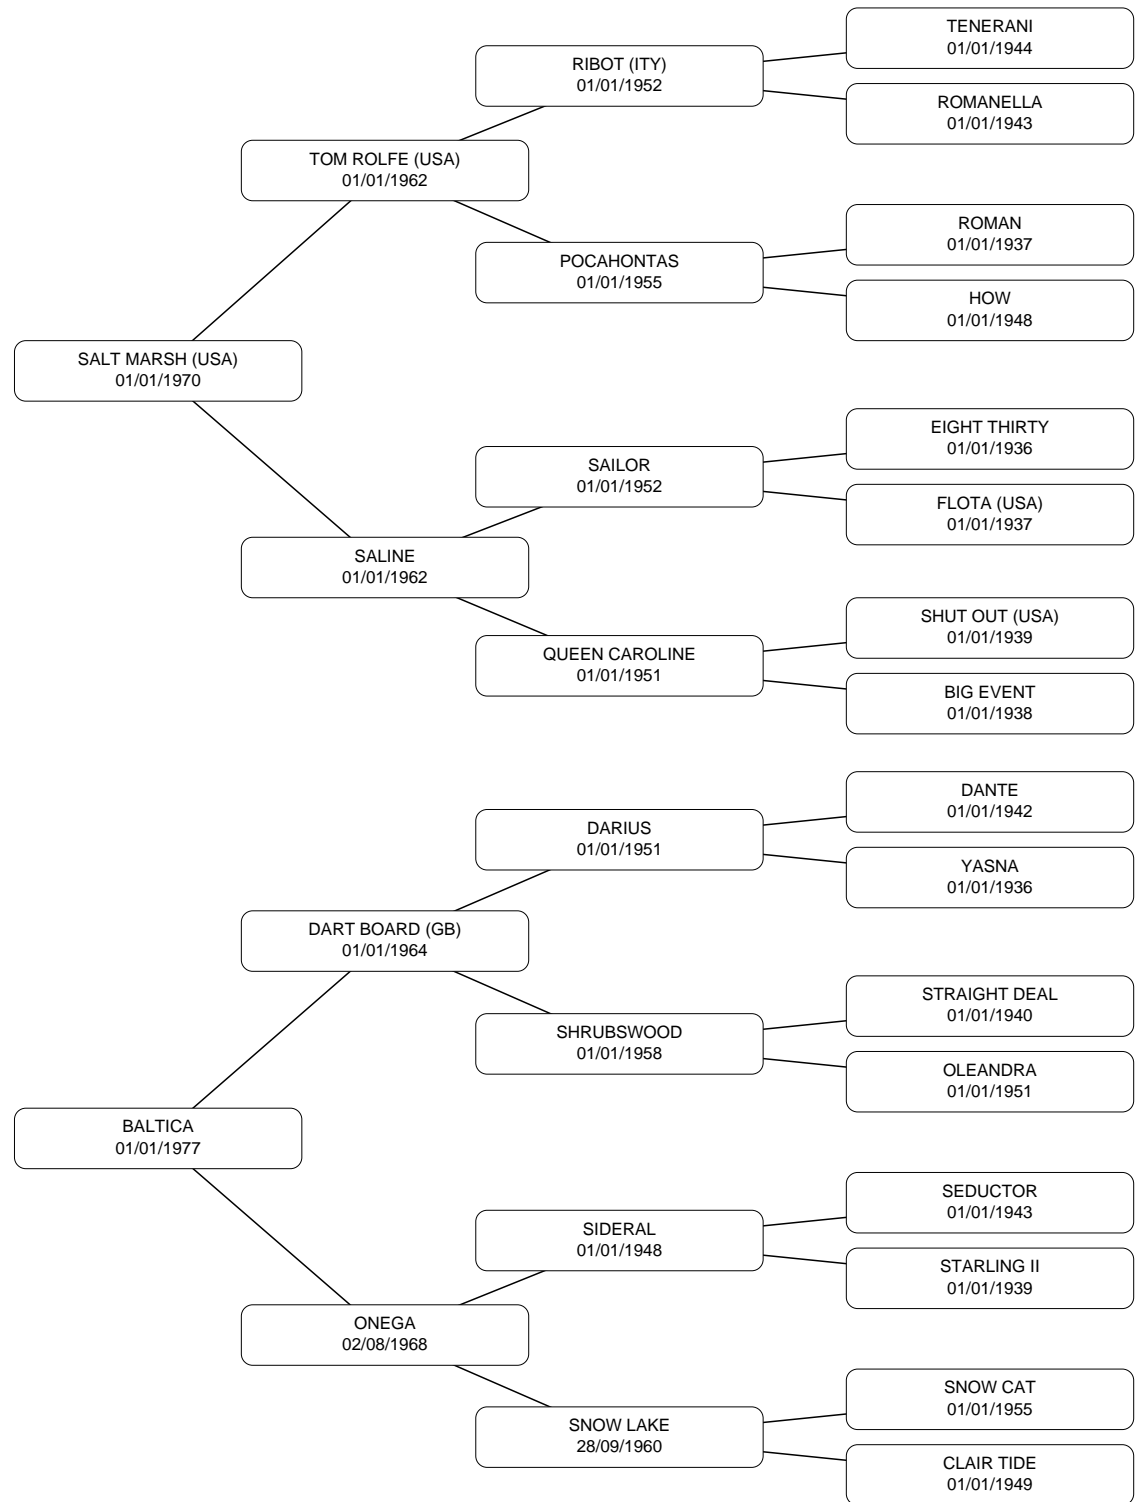 TENERANI
01/01/1944
RIBOT (ITY)
01/01/1952
ROMANELLA
01/01/1943
TOM ROLFE (USA)
01/01/1962
ROMAN
01/01/1937
POCAHONTAS
01/01/1955
HOW
01/01/1948
SALT MARSH (USA)
01/01/1970
EIGHT THIRTY
01/01/1936
SAILOR
01/01/1952
FLOTA (USA)
01/01/1937
SALINE
01/01/1962
SHUT OUT (USA)
01/01/1939
QUEEN CAROLINE
01/01/1951
BIG EVENT
01/01/1938
DANTE
01/01/1942
DARIUS
01/01/1951
YASNA
01/01/1936
DART BOARD (GB)
01/01/1964
STRAIGHT DEAL
01/01/1940
SHRUBSWOOD
01/01/1958
OLEANDRA
01/01/1951
BALTICA
01/01/1977
SEDUCTOR
01/01/1943
SIDERAL
01/01/1948
STARLING II
01/01/1939
ONEGA
02/08/1968
SNOW CAT
01/01/1955
SNOW LAKE
28/09/1960
CLAIR TIDE
01/01/1949